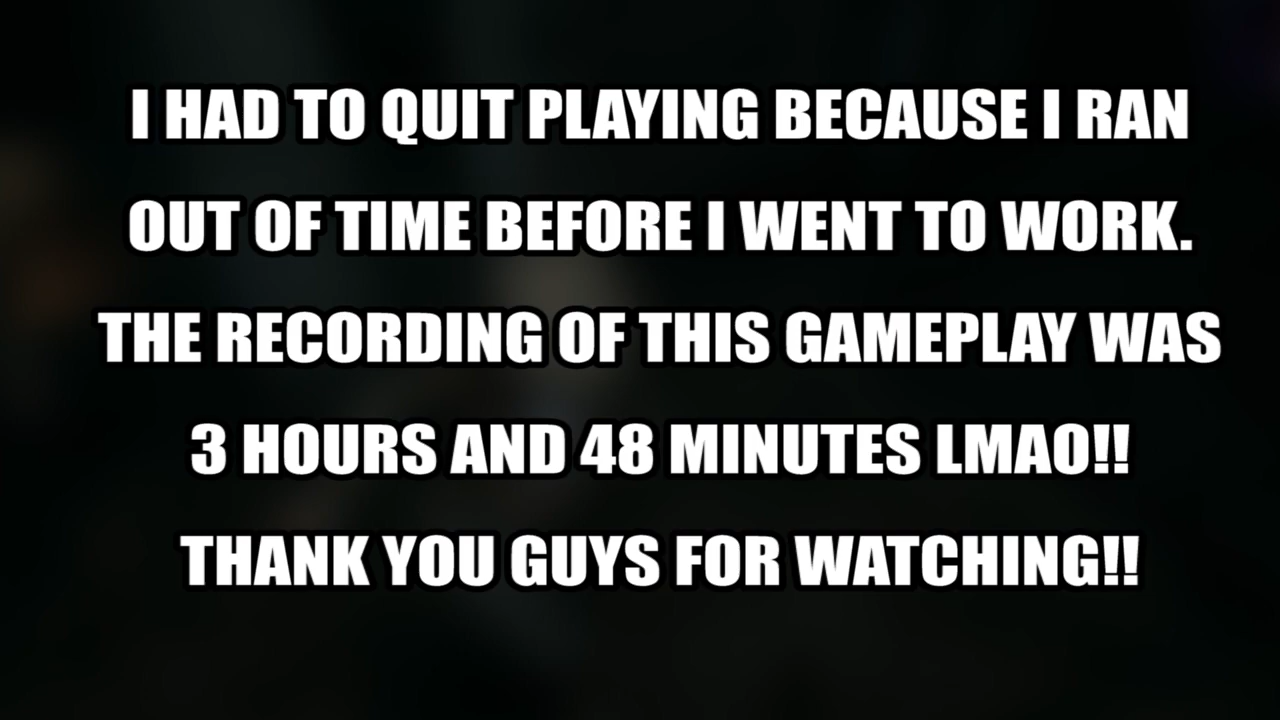 I HAD TO QUIT PLAYING BECAUSE I RAN
OUT OF TIME BEFORE I WENT TO WORK.
THE RECORDING OF THIS GAMEPLAY WAS
3 HOURS AND 48 MINUTES LMAO!!
THANK YOU GUYS FOR WATCHING!!